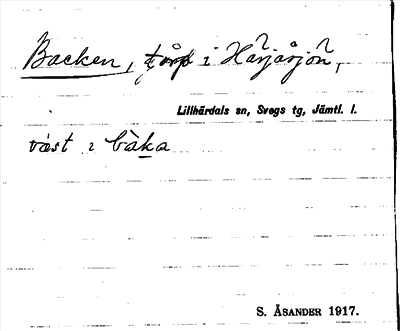 Backen, torp i Härjåsjön,
Lillhärdals sn, Svegs tg, Jämtl. l.
väst i bàka
S. ÅSANDER 1917.